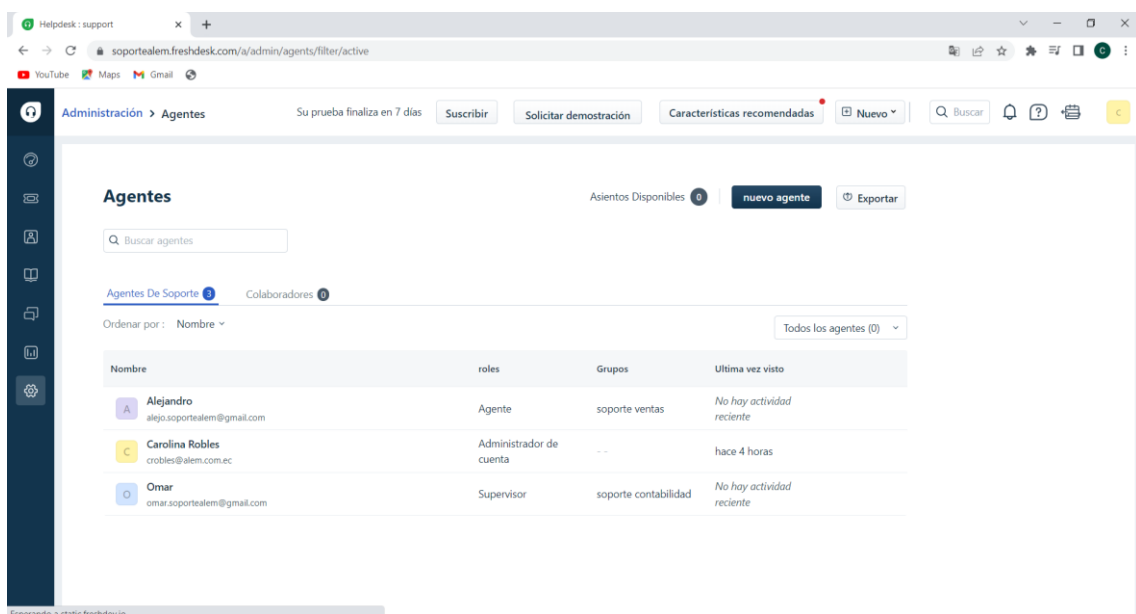 Helpdesk : support
soportealem.freshdesk.com/a/admin/agents/filter/active
C
YouTube Maps Gmail
Administración > Agentes Su prueba finaliza en 7 días Suscribir Solicitar demostración Características recomendadas Nuevo Buscar C
Agentes Asientos Disponibles 0 nuevo agente Exportar
Buscar agentes
Agentes De Soporte 3 Colaboradores 0
Ordenar por : Nombre Todos los agentes (0)
Nombre roles Grupos Ultima vez visto
A Alejandro
alejo.soportealem@gmail.com
Agente soporte ventas
No hay actividad
reciente
C Carolina Robles
crobles@alem.com.ec
Administrador de
cuenta
-- hace 4 horas
O Omar
omar.soportealem@gmail.com
Supervisor soporte contabilidad
No hay actividad
reciente